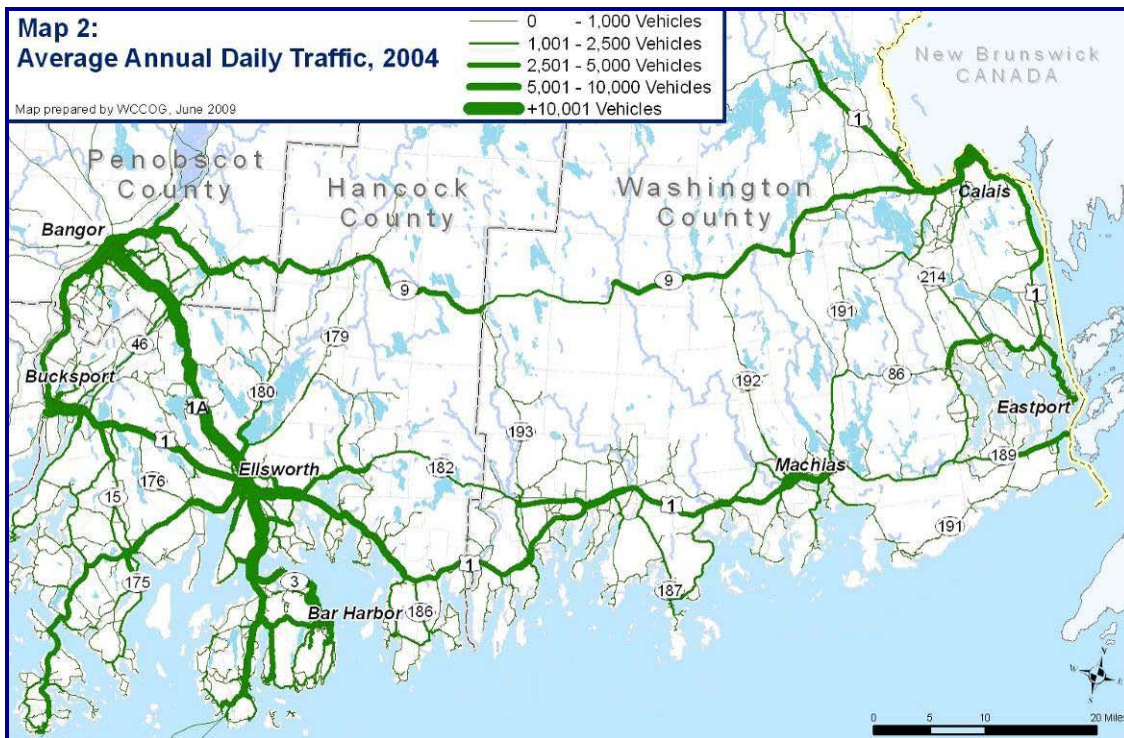 Map 2:
Average Annual Daily Traffic, 2004
Map prepared by WCCOG, June 2009
0 - 1,000 Vehicles
1,001 - 2,500 Vehicles
2,501 - 5,000 Vehicles
5,001 - 10,000 Vehicles
+10,001 Vehicles
New Brunswick
CANADA
1
Penobscot
County
Hancock
County
Washington
County
Calais
Bangor
9
9
214
1
191
46
179
Bucksport
180
192
86
1A
Eastport
1
193
Ellsworth
182
Machias
189
15
176
1
191
1
3
175
187
Bar Harbor
186
N
W
E
S
0
5
10
20 Miles